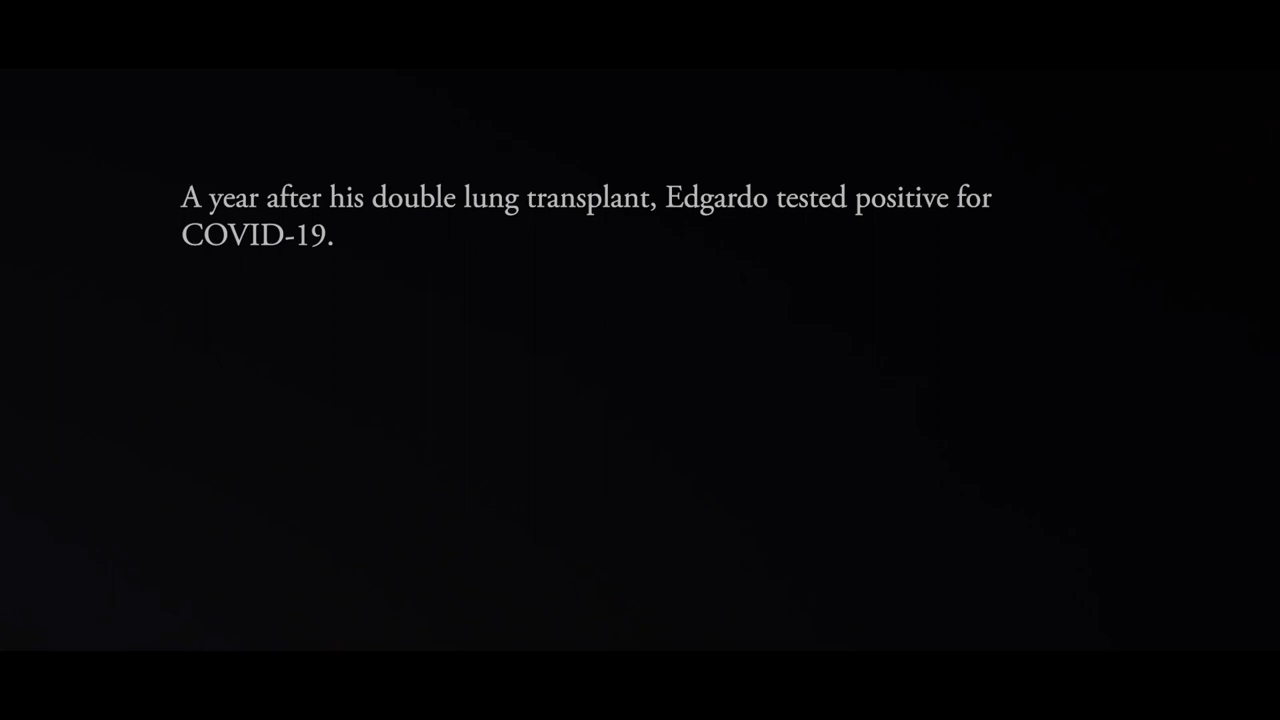 A year after his double lung transplant, Edgardo tested positive for
COVID-19.